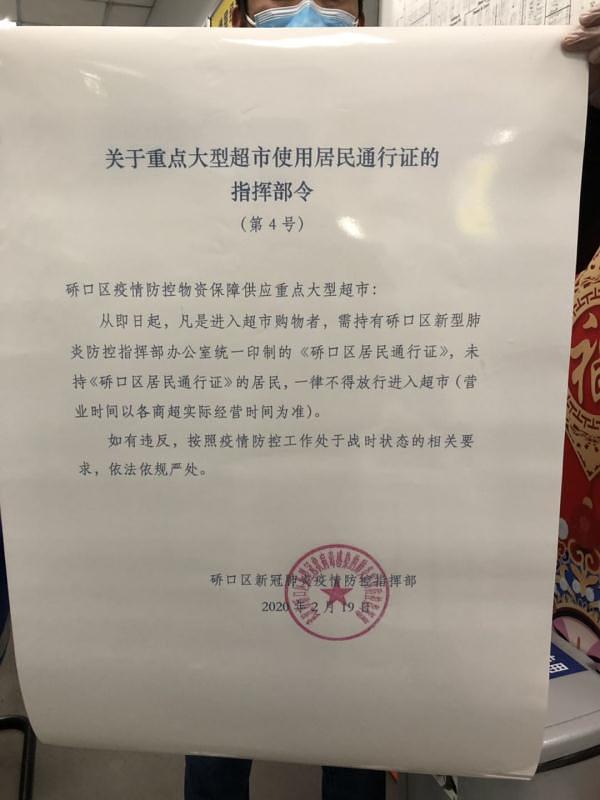 关于重点大型超市使用居民通行证的
指挥部令
（第 4 号）
硚口区疫情防控物资保障供应重点大型超市：
从即日起，凡是进入超市购物者，需持有硚口区新型肺
炎防控指挥部办公室统一印制的《硚口区居民通行证》，未
持《硚口区居民通行证》的居民，一律不得放行进入超市（营
业时间以各商超实际经营时间为准）。
如有违反，按照疫情防控工作处于战时状态的相关要
求，依法依规严处。
硚口区新冠肺炎疫情防控指挥部
2020 年 2 月 19 日
福
用